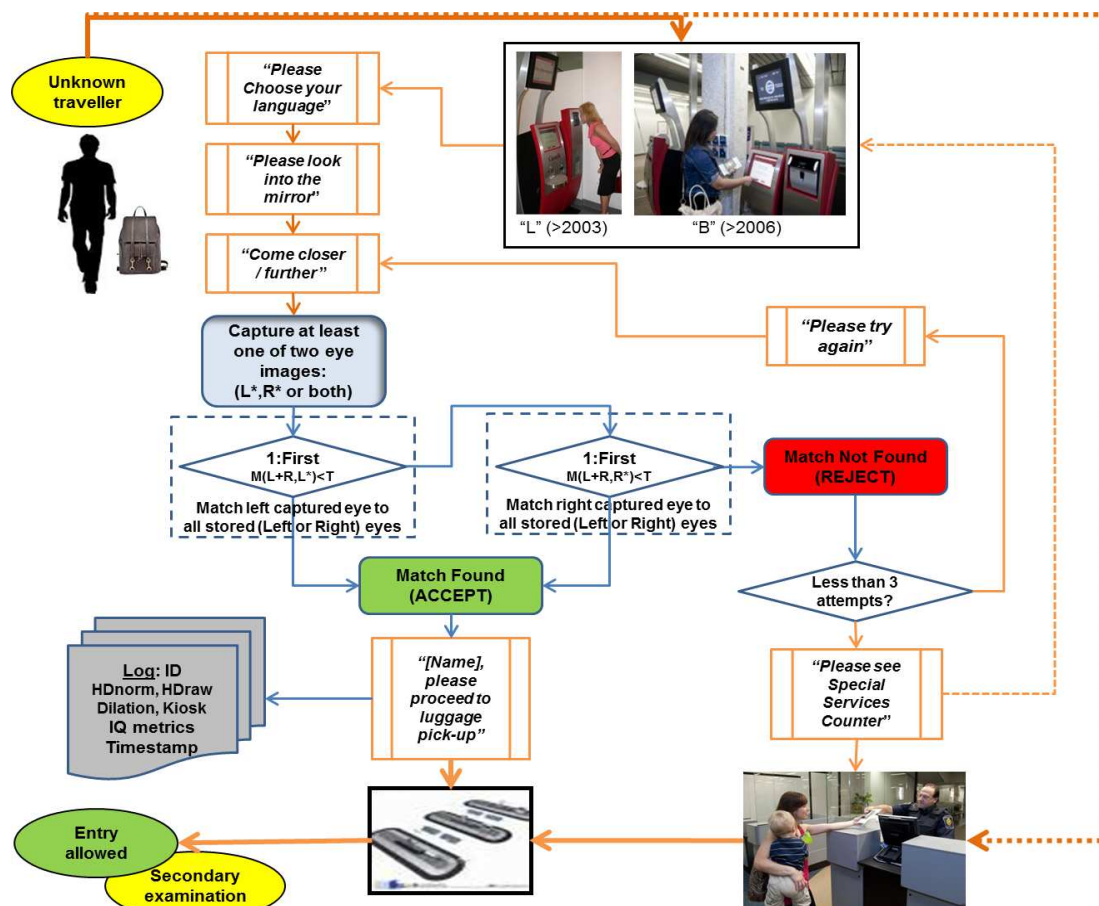 Unknown
traveller
“Please
Choose your
language”
“Please look
into the
mirror”
“Come closer
/ further”
“L” (>2003)
“B” (>2006)
“Please try
again”
Capture at least
one of two eye
images:
(L*,R* or both)
1:First
M(L+R,L*)<T
Match left captured eye to
all stored (Left or Right) eyes
1:First
M(L+R,R*)<T
Match right captured eye to
all stored (Left or Right) eyes
Match Not Found
(REJECT)
Match Found
(ACCEPT)
Less than 3
attempts?
Log: ID
HDnorm, HDraw
Dilation, Kiosk
IQ metrics
Timestamp
“[Name],
please
proceed to
luggage
pick-up”
“Please see
Special
Services
Counter”
Entry
allowed
Secondary
examination